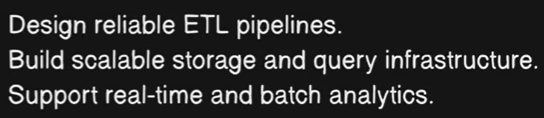 Design reliable ETL pipelines.
Build scalable storage and query infrastructure.
Support real-time and batch analytics.